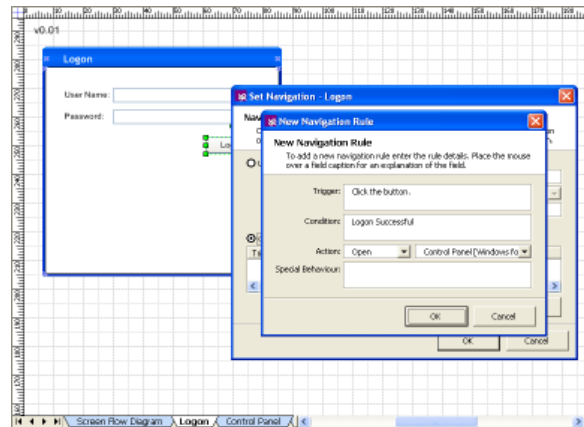 v0.01
Logon
User Name:
Password:
Set Navigation - Logon
New Navigation Rule
New Navigation Rule
To add a new navigation rule enter the rule details. Place the mouse
over a field caption for an explanation of the field.
Trigger: Click the button.
Condition: Logon Successful
Action: Open Control Panel [Windows Fo
Special Behaviour:
OK Cancel
OK Cancel
Screen Flow Diagram Logon Control Panel